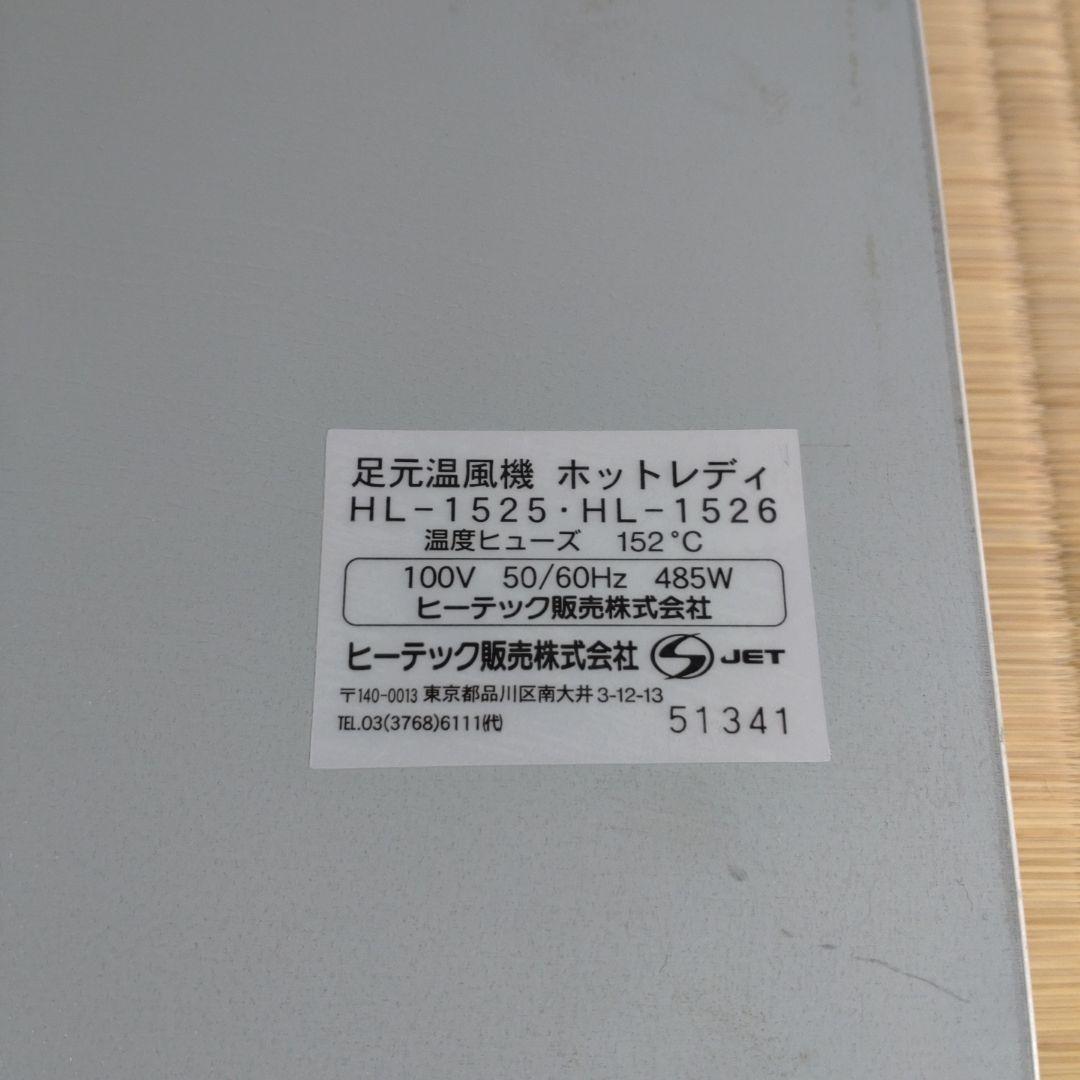 足元温風機 ホットレディ
HL-1525・HL-1526
温度ヒューズ 152℃
100V 50/60Hz 485W
ヒーテック販売株式会社
ヒーテック販売株式会社 S JET
〒140-0013 東京都品川区南大井3-12-13
TEL.03(3768)6111㈹
51341